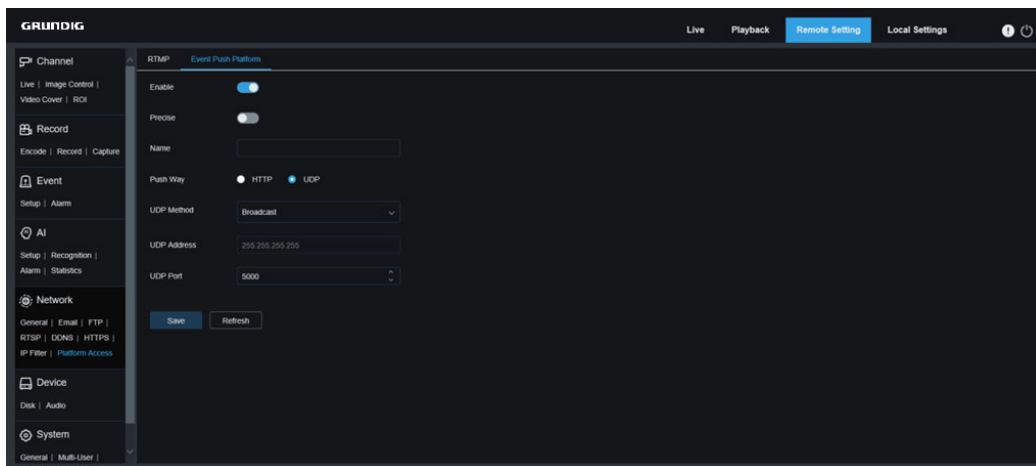 GRUNDIG
Live Playback Remote Setting Local Settings
Channel
Live | Image Control |
Video Cover | ROI
Record
Encode | Record | Capture
Event
Setup | Alarm
AI
Setup | Recognition |
Alarm | Statistics
Network
General | Email | FTP |
RTSP | DDNS | HTTPS |
IP Filter | Platform Access
Device
Disk | Audio
System
General | Multi-User |
RTMP Event Push Platform
Enable
Precise
Name
Push Way HTTP UDP
UDP Method Broadcast
UDP Address 255.255.255.255
UDP Port 5000
Save Refresh